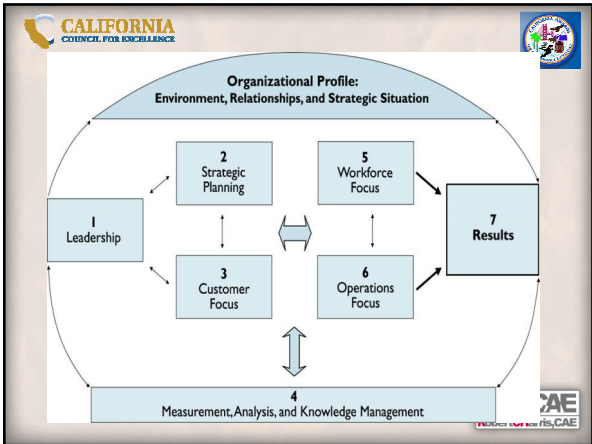 CALIFORNIA
COUNCIL FOR EXCELLENCE
Organizational Profile:
Environment, Relationships, and Strategic Situation
2
Strategic
Planning
5
Workforce
Focus
1
Leadership
7
Results
3
Customer
Focus
6
Operations
Focus
4
Measurement, Analysis, and Knowledge Management
CAE